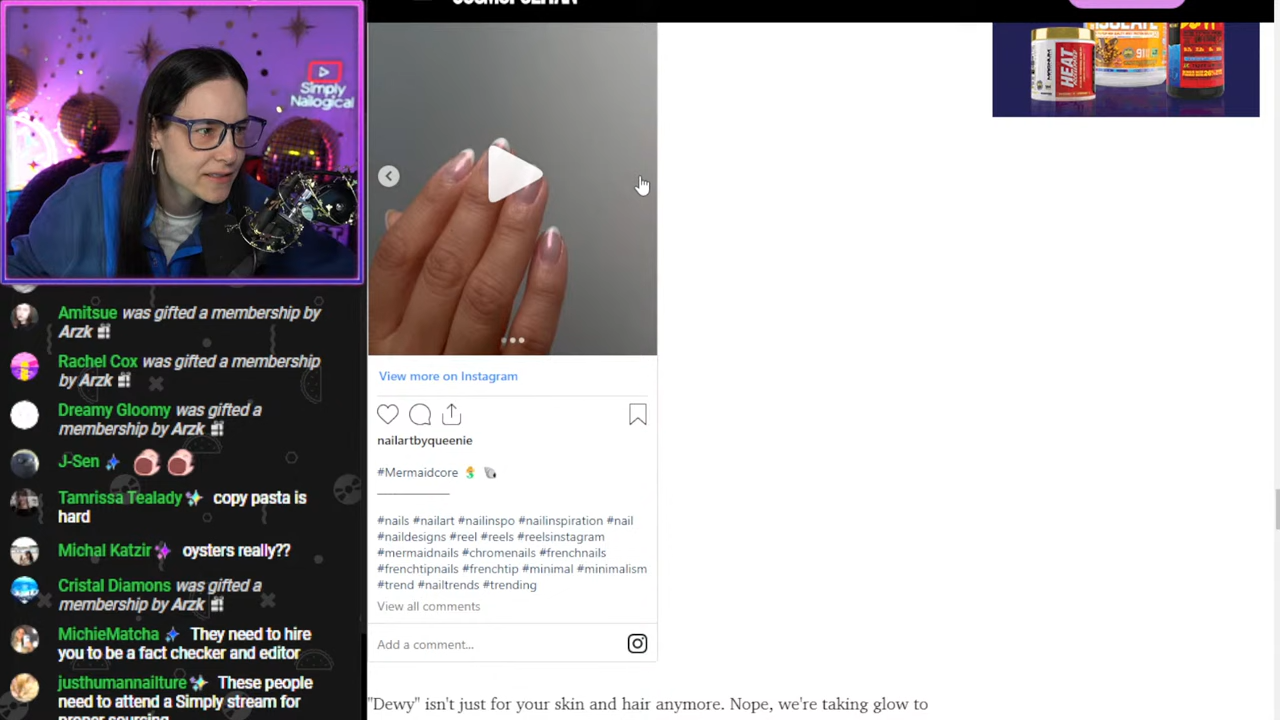 COSMOPOLITAN
Simply
Nailogical
ISOLATE
HEAT
Amitsue was gifted a membership by
Arzk
Rachel Cox was gifted a membership
by Arzk
Dreamy Gloomy was gifted a
membership by Arzk
J-Sen
Tamrissa Tealady copy pasta is
hard
Michal Katzir oysters really??
Cristal Diamons was gifted a
membership by Arzk
MichieMatcha They need to hire
you to be a fact checker and editor
justhumannailture These people
need to attend a Simply stream for
proper sourcing
View more on Instagram
nailartbyqueenie
#Mermaidcore
#nails #nailart #nailinspo #nailinspiration #nail
#naildesigns #reel #reels #reelsinstagram
#mermaidnails #chromenails #frenchnails
#frenchtipnails #frenchtip #minimal #minimalism
#trend #nailtrends #trending
View all comments
Add a comment...
"Dewy" isn't just for your skin and hair anymore. Nope, we're taking glow to